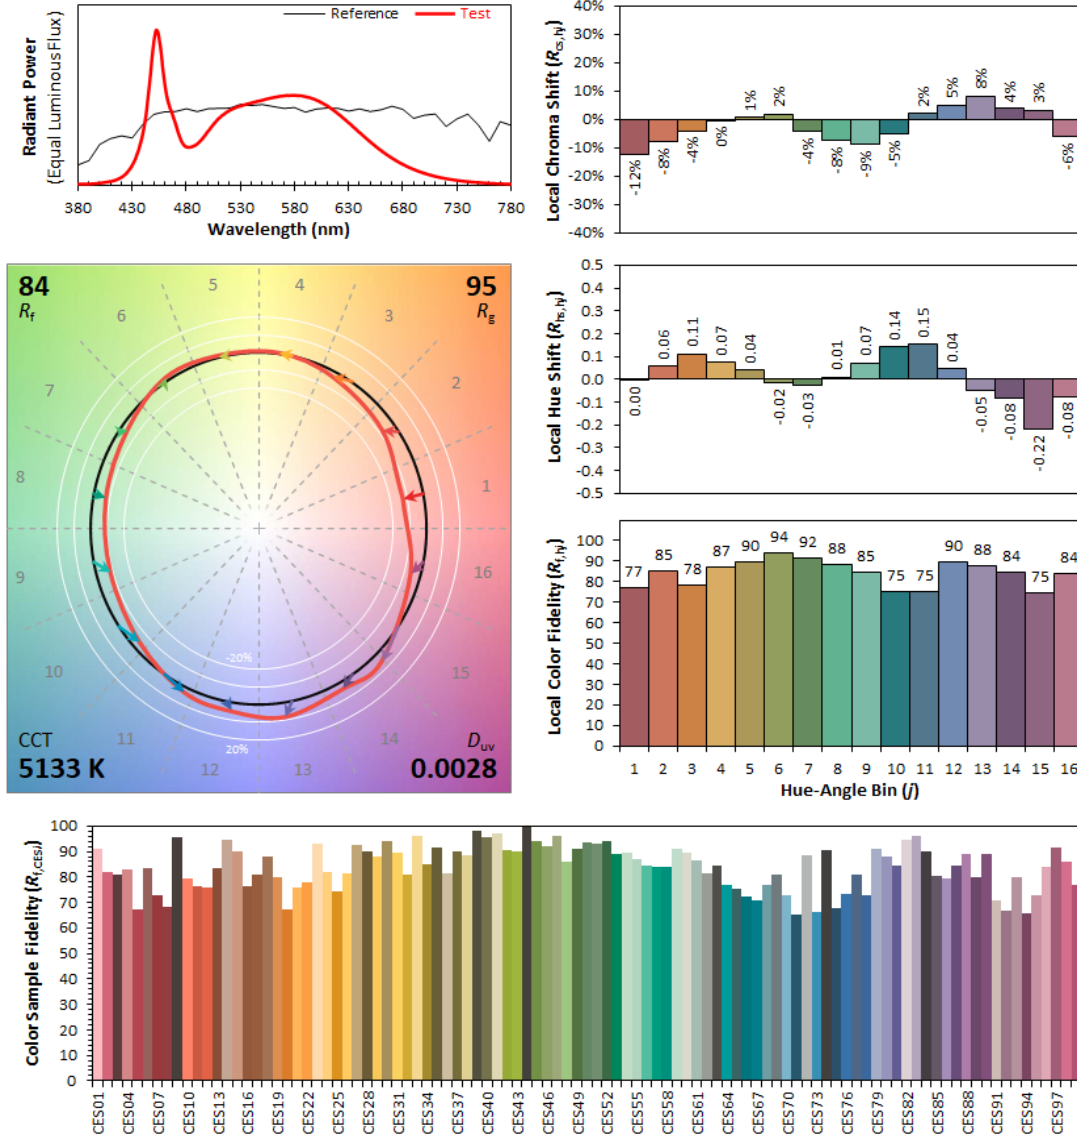 Reference
Test
Radiant Power
(Equal Luminous Flux)
380 430 480 530 580 630 680 730 780
Wavelength (nm)
Local Chroma Shift (Rcs,hj)
40%
30%
20%
10%
0%
-10%
-20%
-30%
-40%
-12% -8% -4% 0% 1% 2% -4% -8% -9% -5% 2% 5% 8% 4% 3% -6%
84
Rf
95
Rg
5 4
6 3
7 2
8 1
9 16
10 15
11 14
12 13
-20%
20%
CCT
5133 K
Duv
0.0028
Local Hue Shift (Rhs,hj)
0.5
0.4
0.3
0.2
0.1
0.0
-0.1
-0.2
-0.3
-0.4
-0.5
0.00 0.06 0.11 0.07 0.04 -0.02 -0.03 0.01 0.07 0.14 0.15 0.04 -0.05 -0.08 -0.22 -0.08
Local Color Fidelity (Rf,hj)
100
90
80
70
60
50
40
30
20
10
0
77 85 78 87 90 94 92 88 85 75 75 90 88 84 75 84
1 2 3 4 5 6 7 8 9 10 11 12 13 14 15 16
Hue-Angle Bin (j)
Color Sample Fidelity (Rf,CESi)
100
90
80
70
60
50
40
30
20
10
0
CES01 CES04 CES07 CES10 CES13 CES16 CES19 CES22 CES25 CES28 CES31 CES34 CES37 CES40 CES43 CES46 CES49 CES52 CES55 CES58 CES61 CES64 CES67 CES70 CES73 CES76 CES79 CES82 CES85 CES88 CES91 CES94 CES97